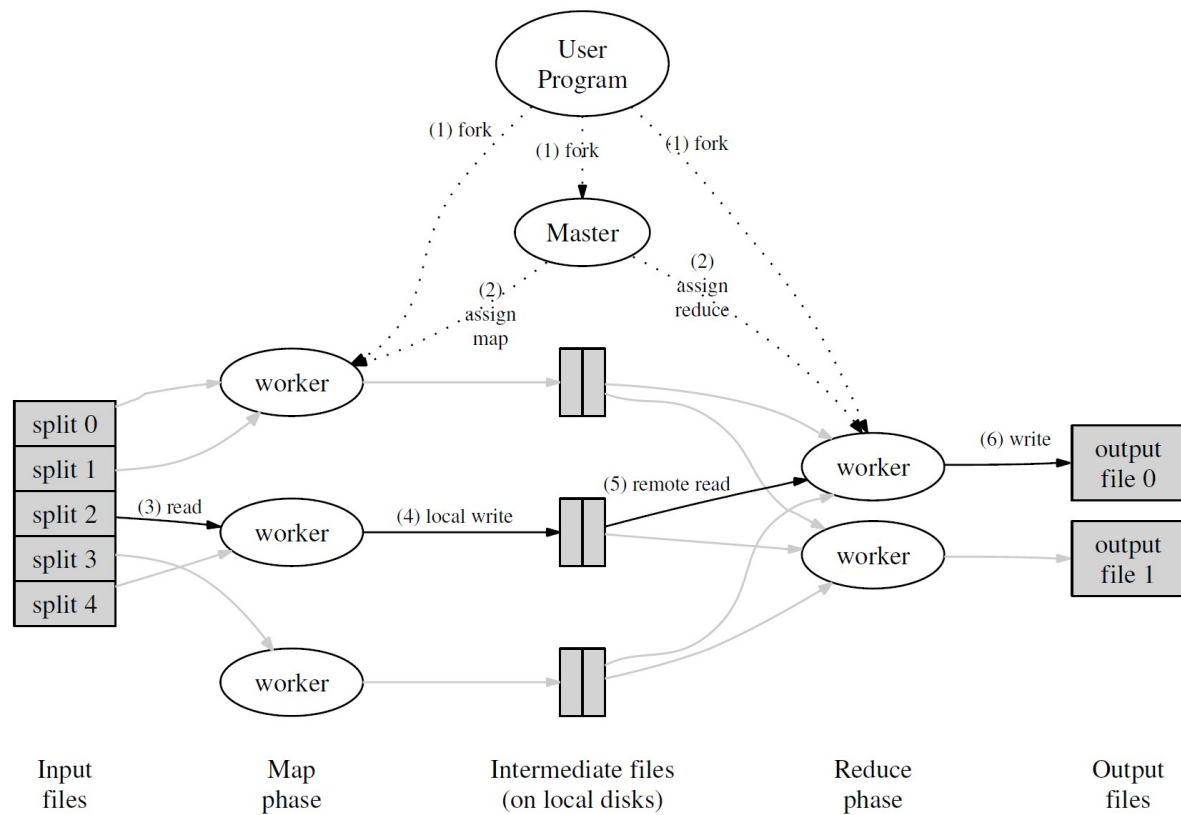 User
Program
(1) fork
(1) fork
(1) fork
Master
(2)
assign
map
(2)
assign
reduce
worker
split 0
split 1
split 2
split 3
split 4
(3) read
worker
(4) local write
(5) remote read
worker
(6) write
output
file 0
worker
output
file 1
worker
Input
files
Map
phase
Intermediate files
(on local disks)
Reduce
phase
Output
files